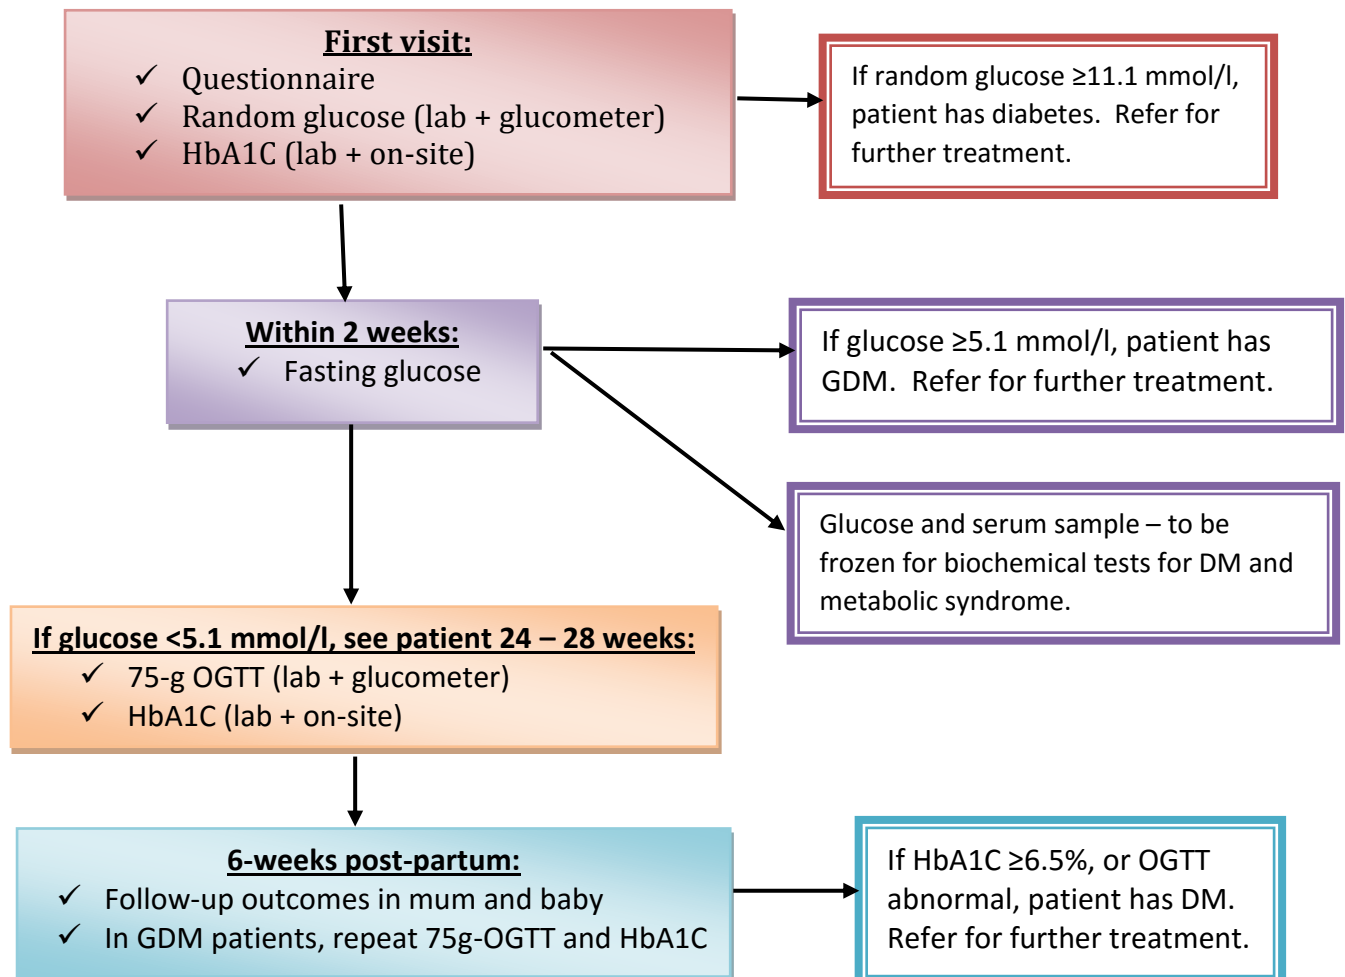 First visit:
✓ Questionnaire
✓ Random glucose (lab + glucometer)
✓ HbA1C (lab + on-site)
If random glucose ≥11.1 mmol/l,
patient has diabetes.  Refer for
further treatment.
Within 2 weeks:
✓ Fasting glucose
If glucose ≥5.1 mmol/l, patient has
GDM.  Refer for further treatment.
Glucose and serum sample – to be
frozen for biochemical tests for DM and
metabolic syndrome.
If glucose <5.1 mmol/l, see patient 24 – 28 weeks:
✓ 75-g OGTT (lab + glucometer)
✓ HbA1C (lab + on-site)
6-weeks post-partum:
✓ Follow-up outcomes in mum and baby
✓ In GDM patients, repeat 75g-OGTT and HbA1C
If HbA1C ≥6.5%, or OGTT
abnormal, patient has DM.
Refer for further treatment.